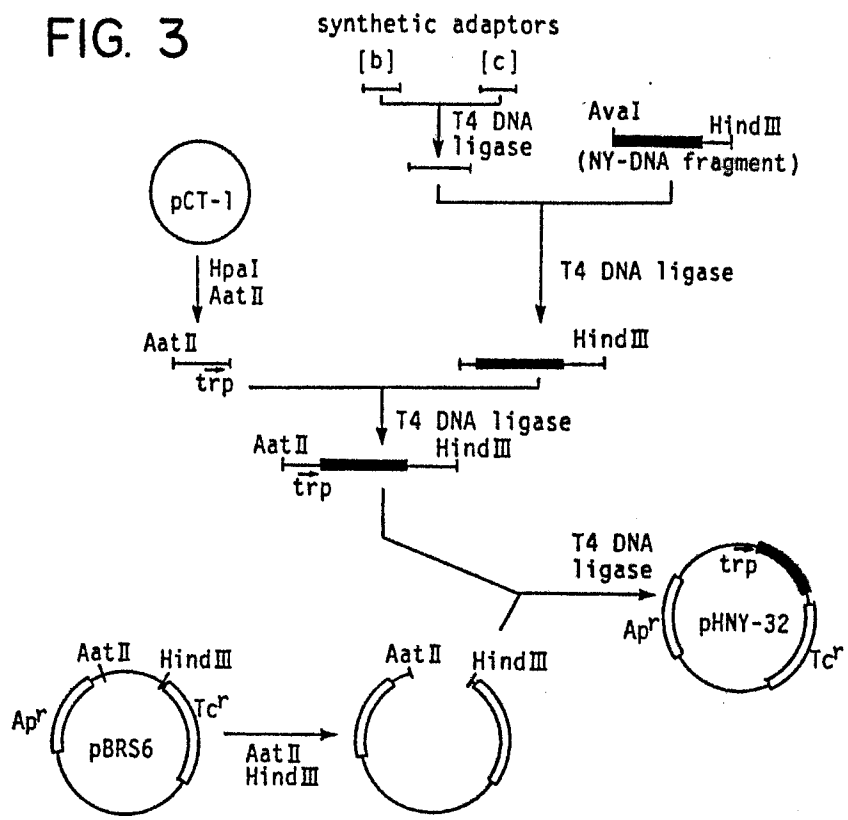 FIG. 3
synthetic adaptors
[b]
[c]
T4 DNA
ligase
AvaI
HindIII
(NY-DNA fragment)
pCT-1
HpaI
AatII
T4 DNA ligase
AatII
trp
HindIII
T4 DNA ligase
AatII
HindIII
trp
T4 DNA
ligase
trp
Apr
pHNY-32
Tcr
AatII
HindIII
Apr
Tcr
pBRS6
AatII
HindIII
AatII
HindIII